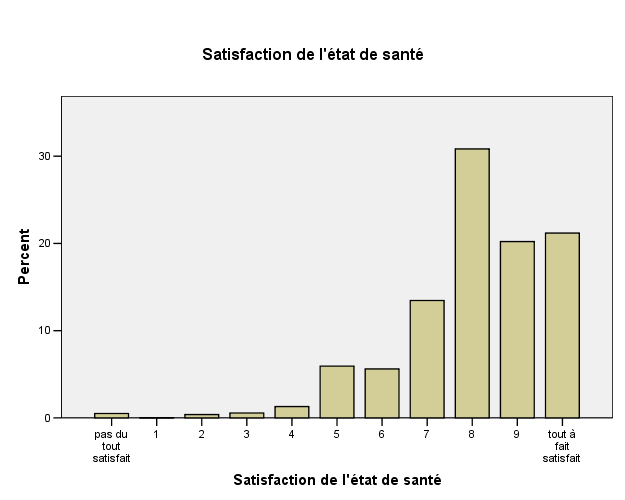 Satisfaction de l'état de santé
Percent
30
20
10
0
pas du
tout
satisfait
1
2
3
4
5
6
7
8
9
tout à
fait
satisfait
Satisfaction de l'état de santé